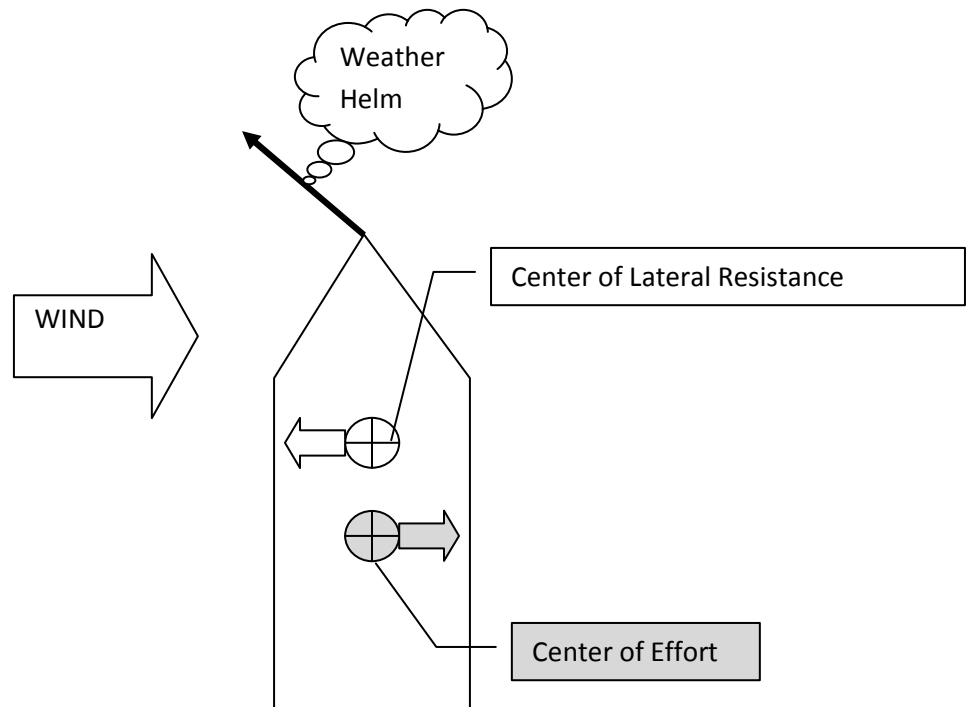 Weather
Helm
Center of Lateral Resistance
WIND
Center of Effort